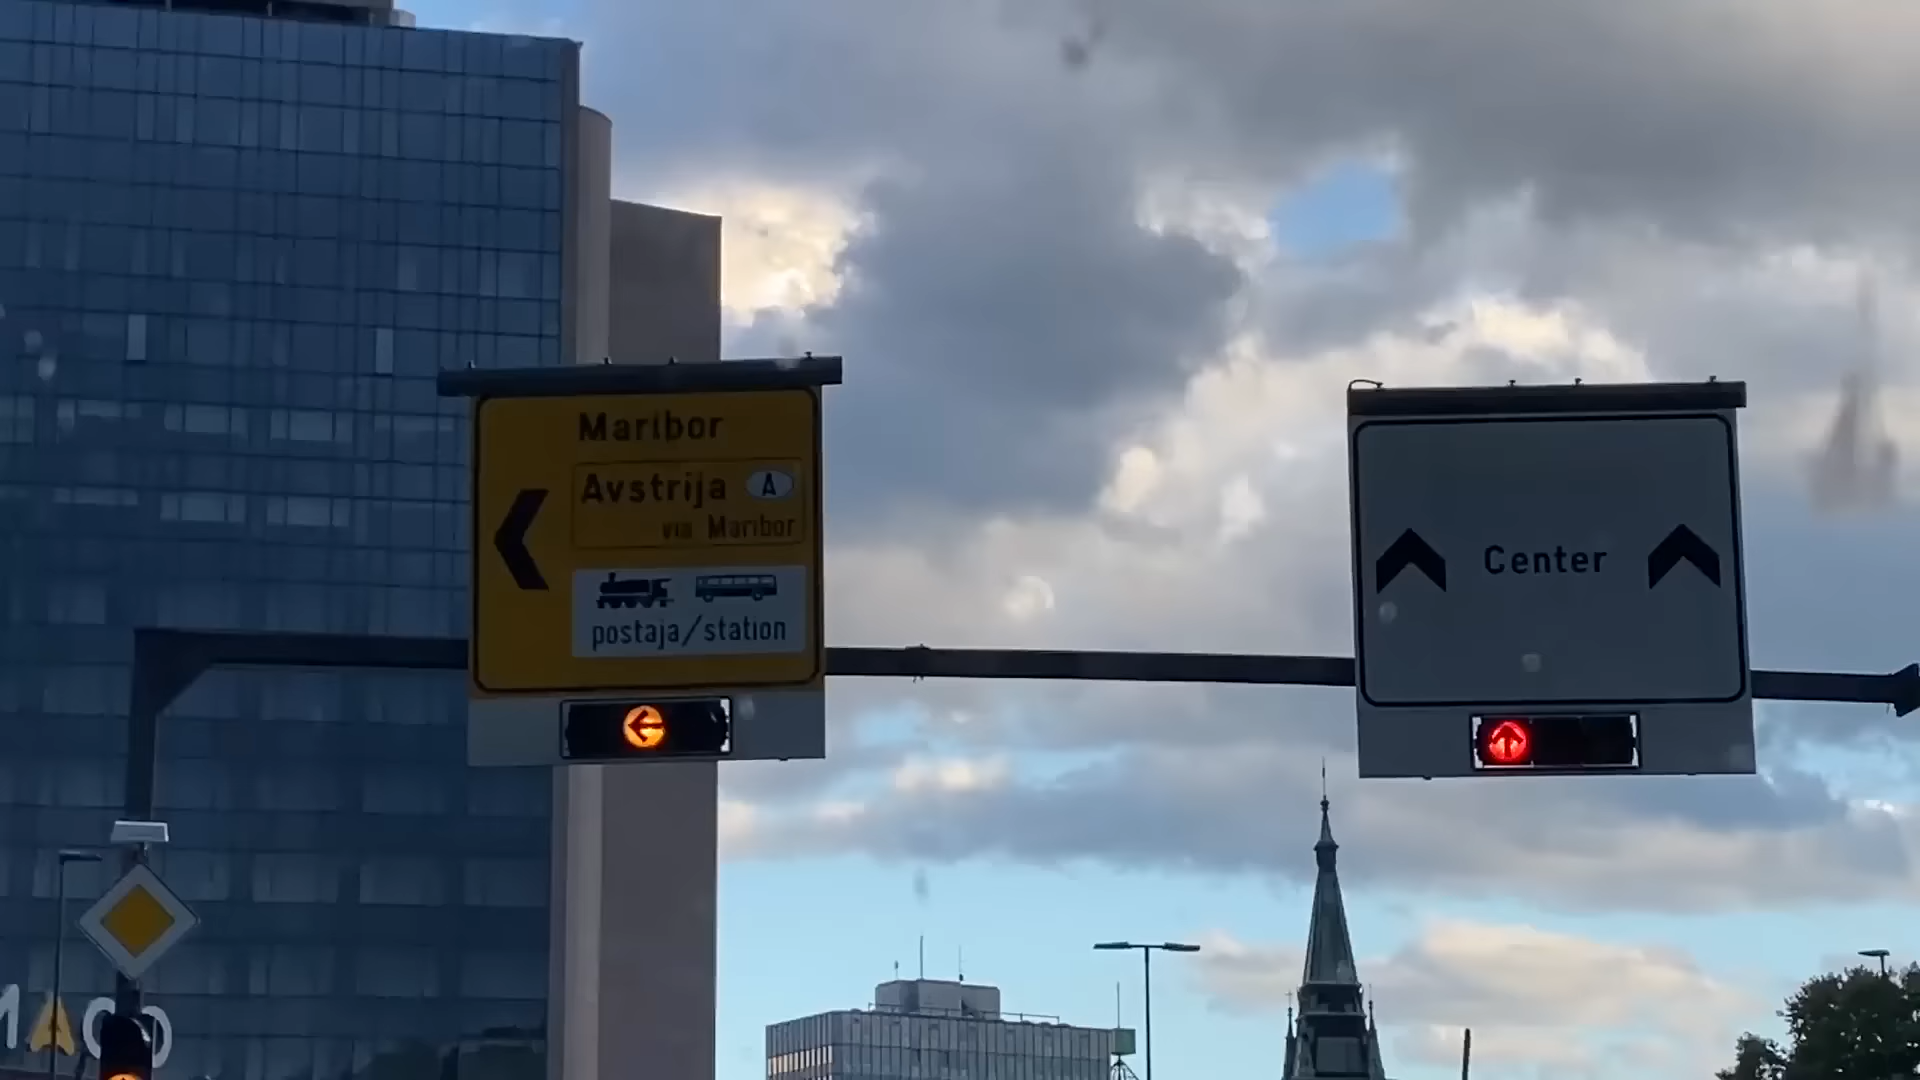 Maribor
Avstrija A
via Maribor
postaja/station
Center